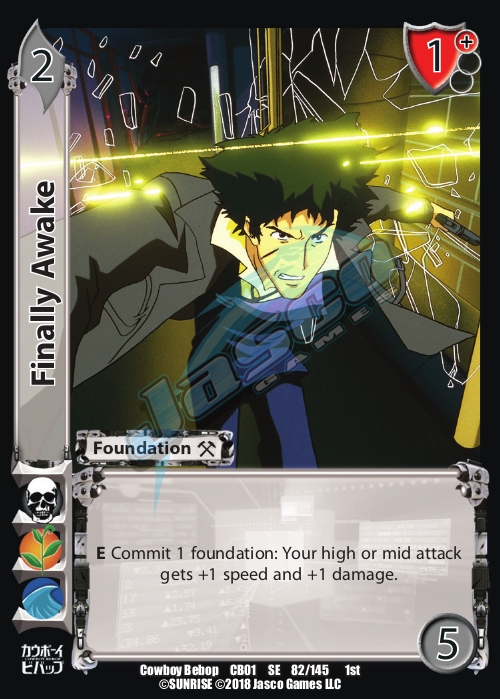 2
1
+
Finally Awake
Jasco
GAMES
Foundation
E Commit 1 foundation: Your high or mid attack
gets +1 speed and +1 damage.
5
カウボーイ
ビバップ
Cowboy Bebop CB01 SE 82/145 1st
©SUNRISE ©2018 Jasco Games LLC